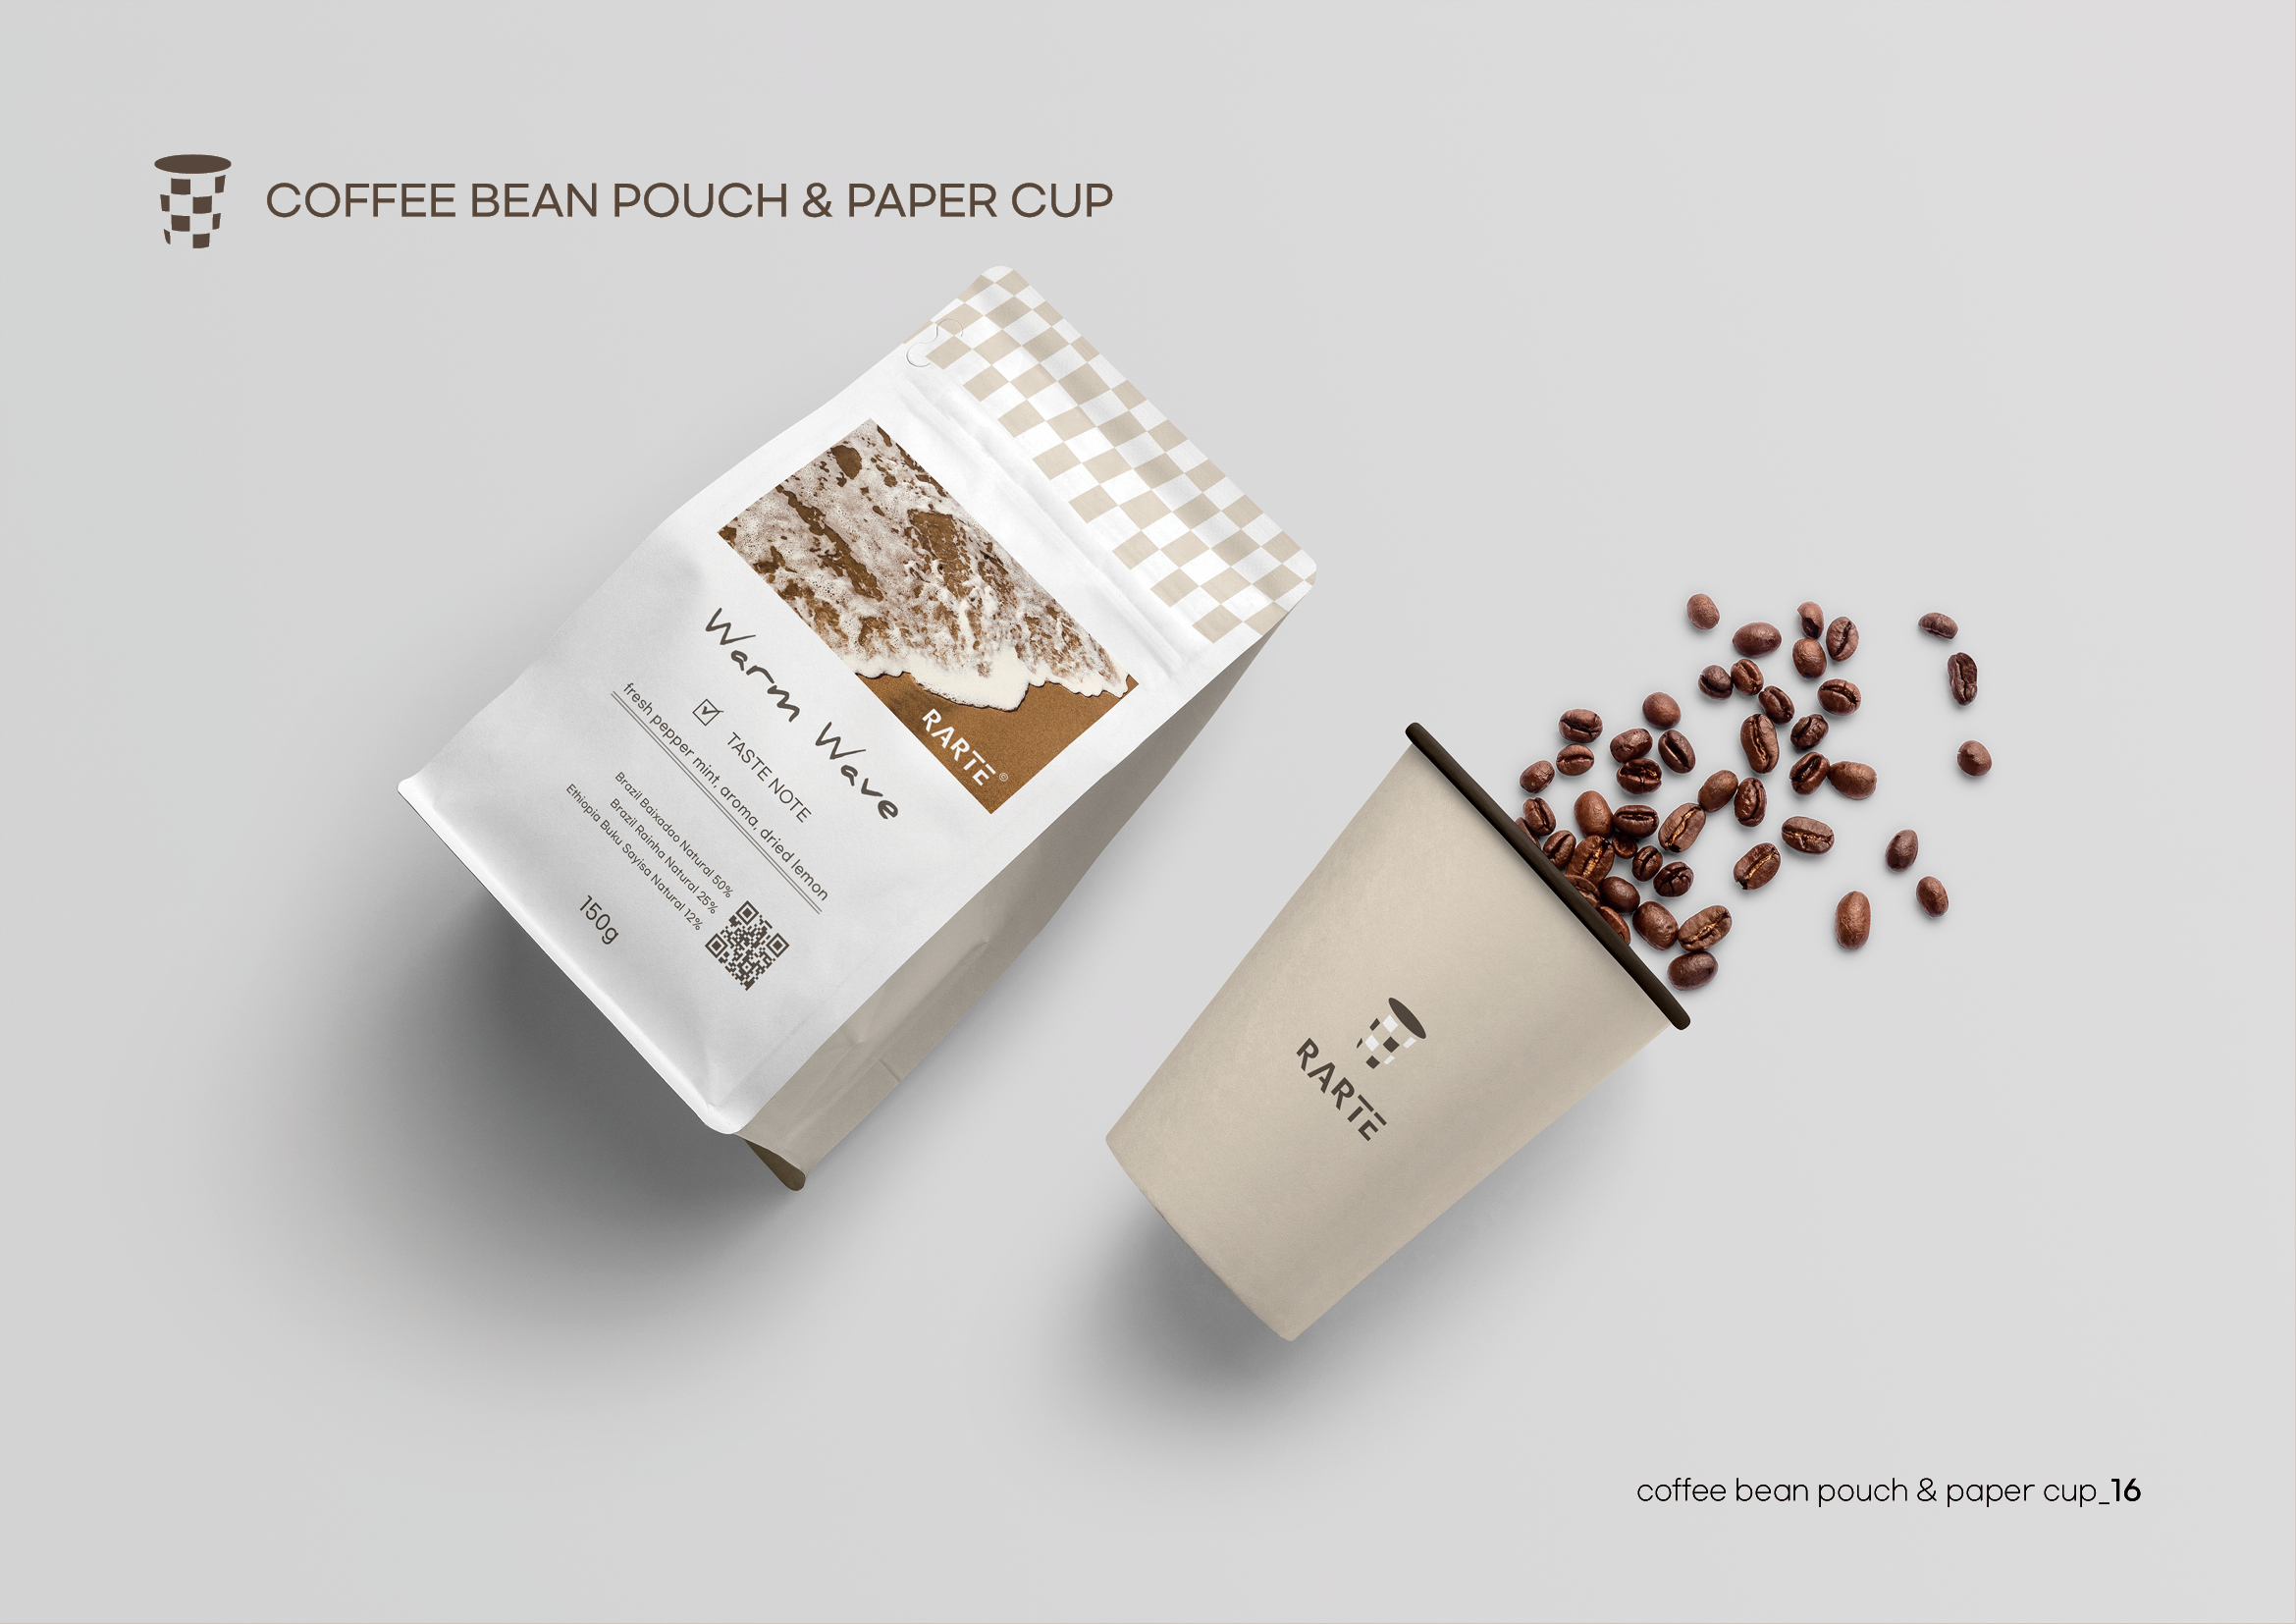 COFFEE BEAN POUCH & PAPER CUP
RARTE ©
Warm Wave
TASTE NOTE
fresh pepper mint, aroma, dried lemon
Brazil Baixadao Natural 50%
Brazil Rainha Natural 25%
Ethiopia Buku Sayisa Natural 12%
150g
RARTE
coffee bean pouch & paper cup_16